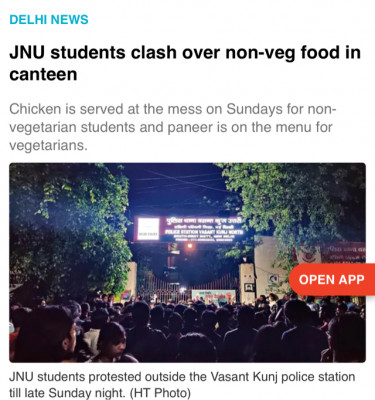 DELHI NEWS
JNU students clash over non-veg food in
canteen
Chicken is served at the mess on Sundays for non-
vegetarian students and paneer is on the menu for
vegetarians.
POLICE STATION VASANT KUNJ NORTH
OPEN APP
JNU students protested outside the Vasant Kunj police station
till late Sunday night. (HT Photo)